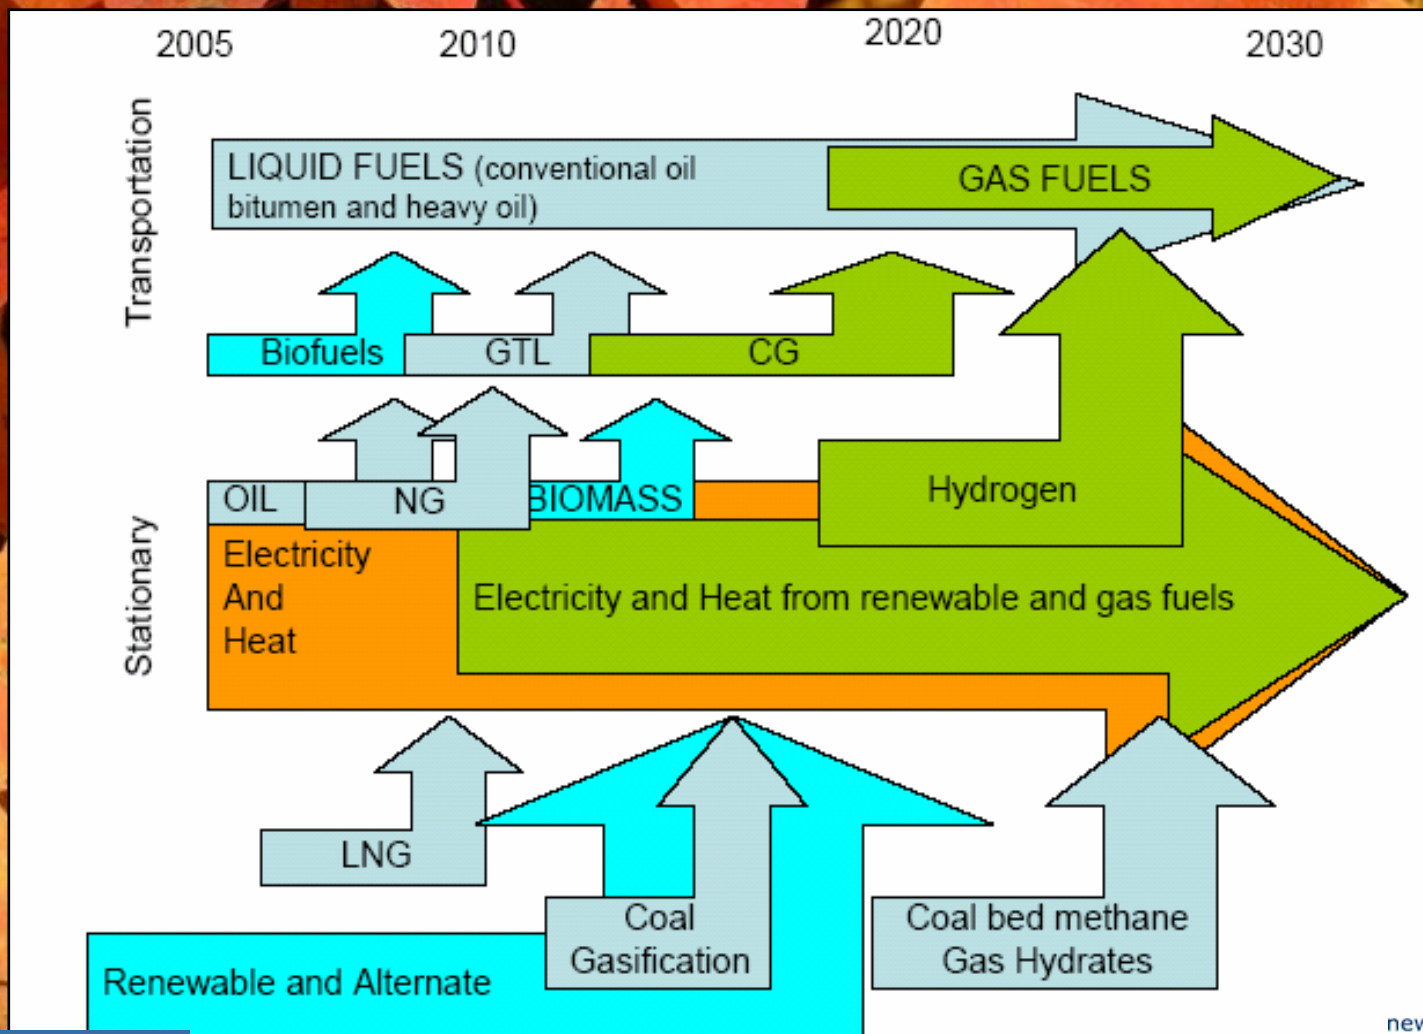 2005 2010 2020 2030
Transportation
LIQUID FUELS (conventional oil
bitumen and heavy oil)
GAS FUELS
Biofuels GTL CG
Stationary
OIL NG BIOMASS Hydrogen
Electricity
And
Heat
Electricity and Heat from renewable and gas fuels
LNG
Coal
Gasification
Coal bed methane
Gas Hydrates
Renewable and Alternate
new